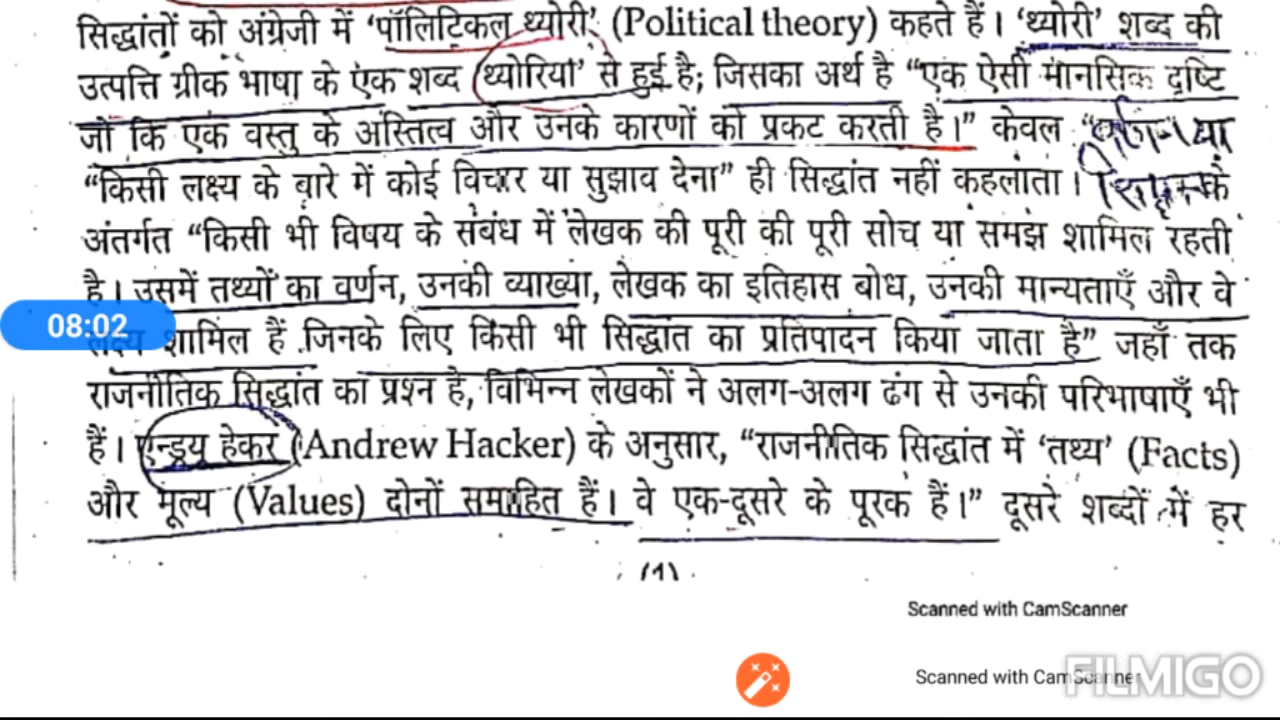 सिद्धांतों को अंग्रेजी में ‘पॉलिटिकल थ्योरी’ (Political theory) कहते हैं। ‘थ्योरी’ शब्द की
उत्पत्ति ग्रीक भाषा के एक शब्द ‘थ्योरिया’ से हुई है; जिसका अर्थ है “एक ऐसी मानसिक दृष्टि
जो कि एक वस्तु के अस्तित्व और उनके कारणों को प्रकट करती है।” केवल “ या
“किसी लक्ष्य के बारे में कोई विचार या सुझाव देना” ही सिद्धांत नहीं कहलाता। के
अंतर्गत “किसी भी विषय के संबंध में लेखक की पूरी की पूरी सोच या समझ शामिल रहती
है। उसमें तथ्यों का वर्णन, उनकी व्याख्या, लेखक का इतिहास बोध, उनकी मान्यताएँ और वे
08:02
लक्ष्य शामिल हैं जिनके लिए किसी भी सिद्धांत का प्रतिपादन किया जाता है” जहाँ तक
राजनीतिक सिद्धांत का प्रश्न है, विभिन्न लेखकों ने अलग-अलग ढंग से उनकी परिभाषाएँ भी
हैं। एन्ड्रयू हेकर (Andrew Hacker) के अनुसार, “राजनीतिक सिद्धांत में ‘तथ्य’ (Facts)
और मूल्य (Values) दोनों समाहित हैं। वे एक-दूसरे के पूरक हैं।” दूसरे शब्दों में हर
(1)
Scanned with CamScanner
Scanned with CamScanner
FILMIGO